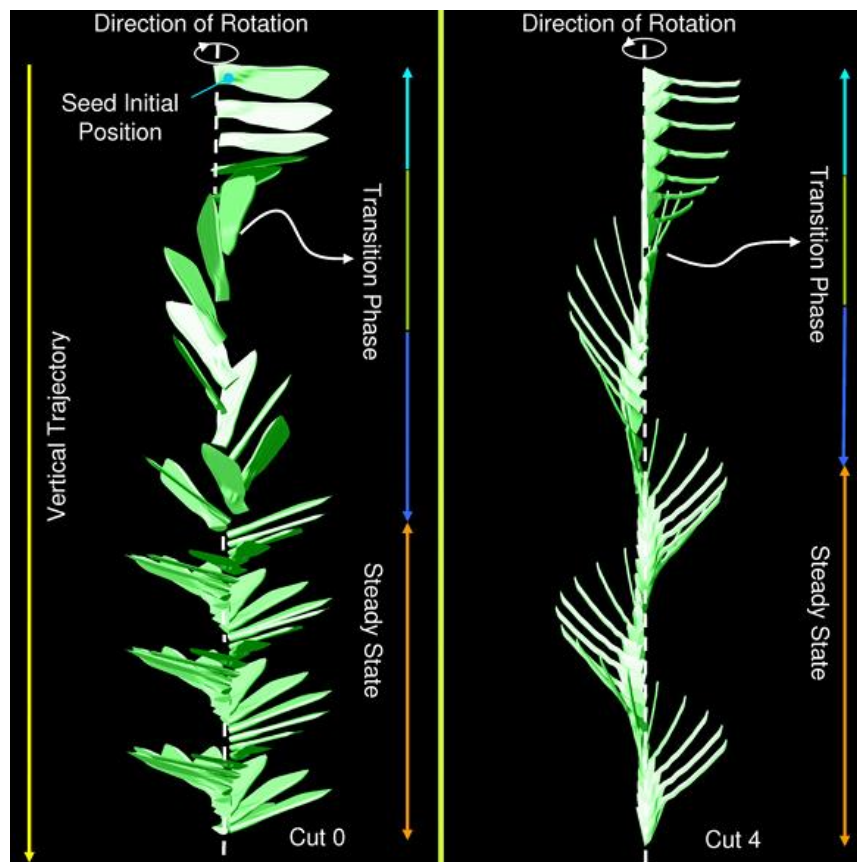 Direction of Rotation
Seed Initial
Position
Transition Phase
Vertical Trajectory
Steady State
Cut 0
Direction of Rotation
Transition Phase
Steady State
Cut 4